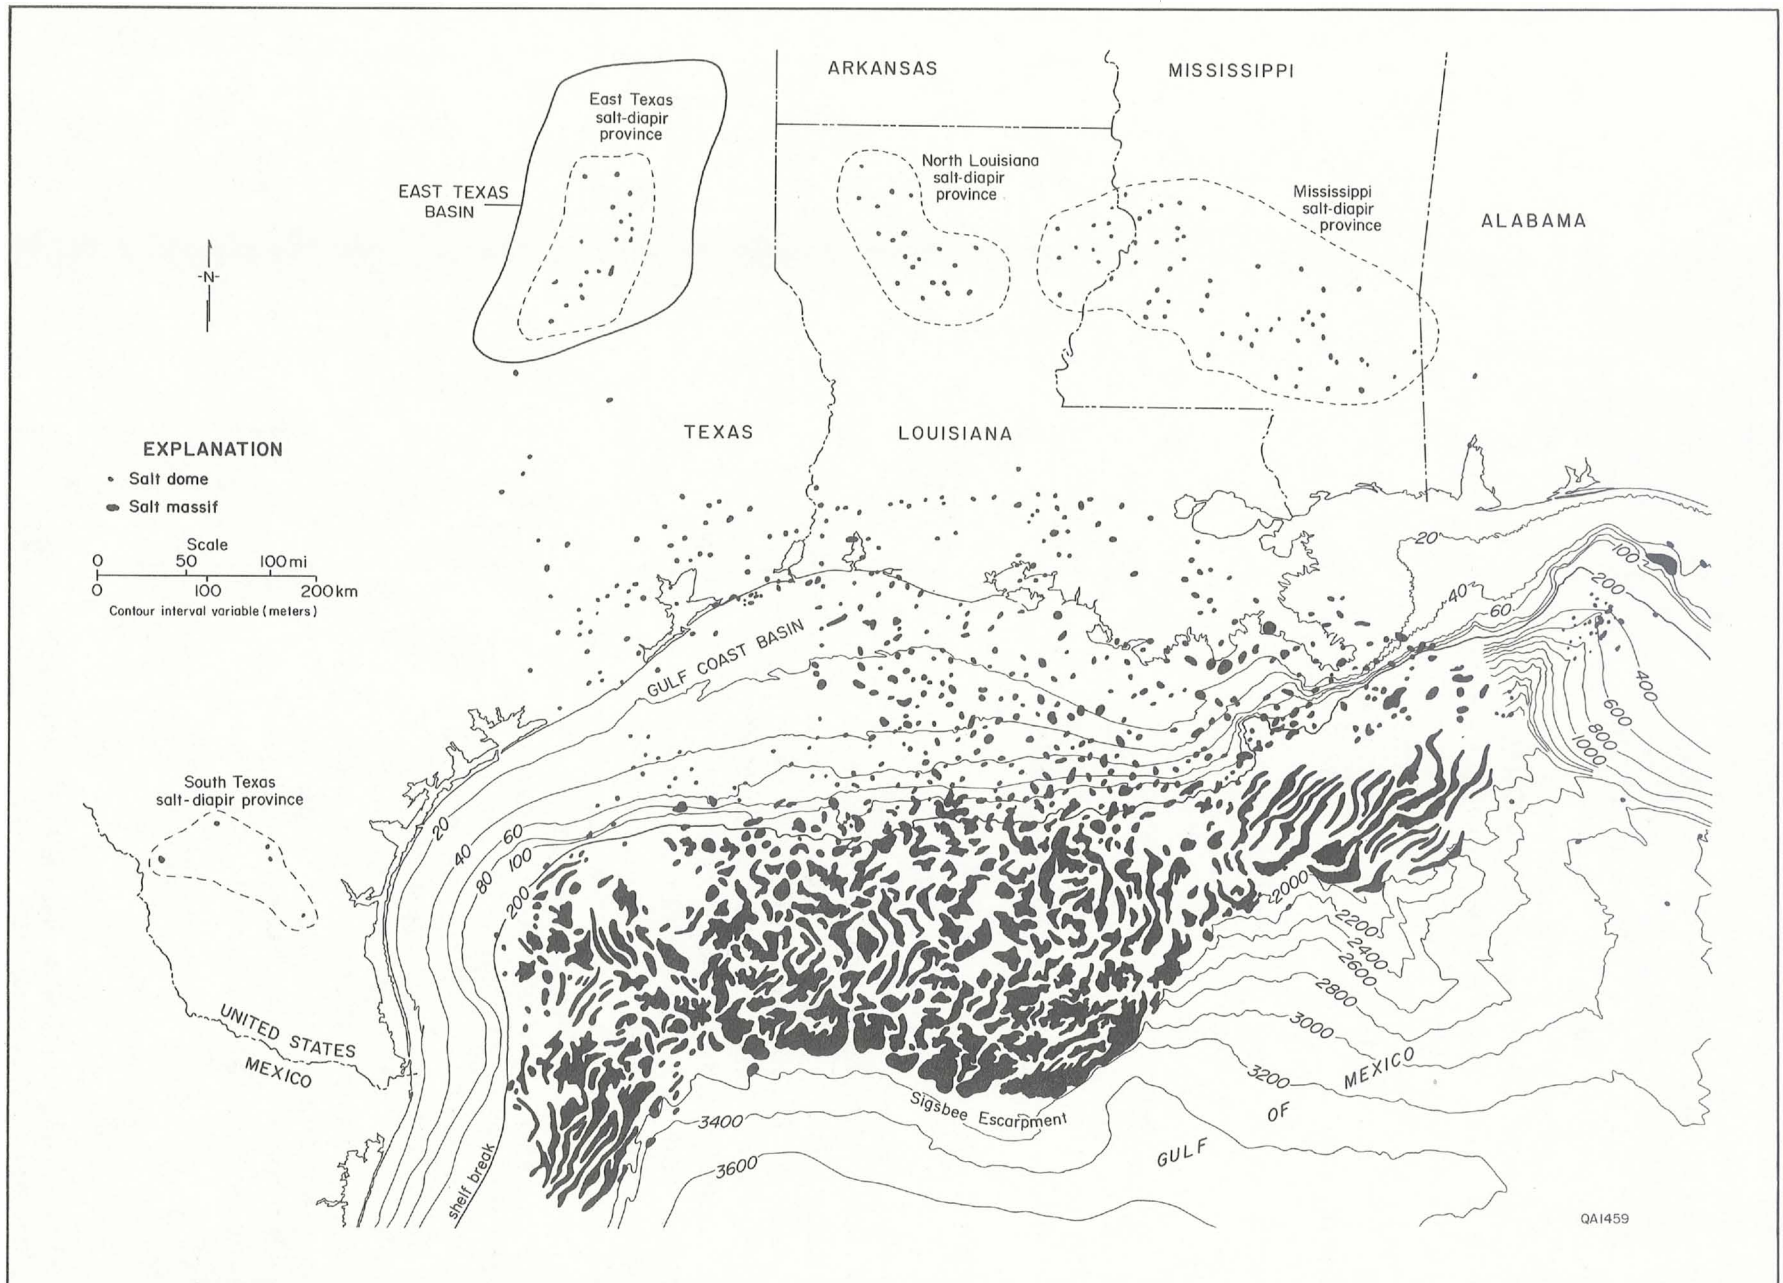 ARKANSAS
MISSISSIPPI
East Texas
salt-diapir
province
North Louisiana
salt-diapir
province
EAST TEXAS
BASIN
Mississippi
salt-diapir
province
ALABAMA
-N-
TEXAS
LOUISIANA
EXPLANATION
Salt dome
Salt massif
Scale
0 50 100 mi
0 100 200 km
Contour interval variable (meters)
20
100
200
40
60
GULF COAST BASIN
400
600
800
1000
South Texas
salt-diapir province
20
40
60
80
100
200
2000
2200
2400
2600
2800
3000
3200
UNITED STATES
MEXICO
Sigsbee Escarpment
3400
3600
shelf break
GULF OF MEXICO
QA1459